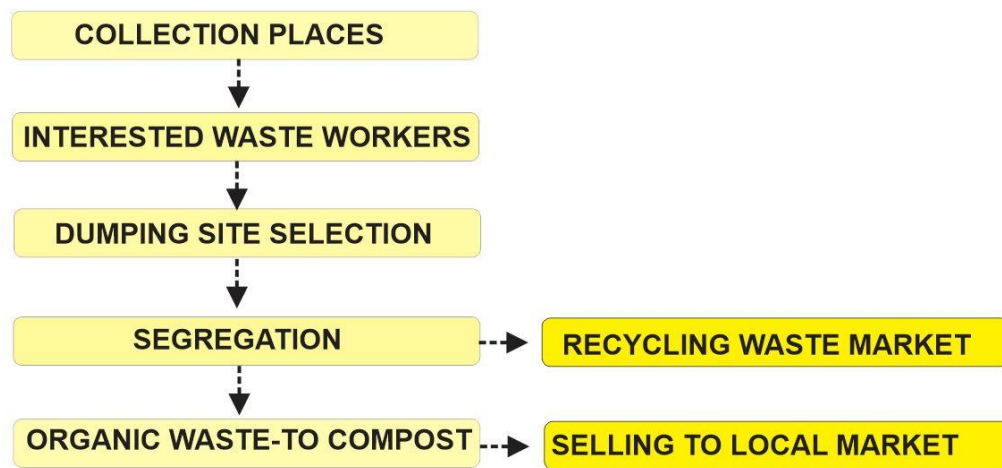 COLLECTION PLACES
INTERESTED WASTE WORKERS
DUMPING SITE SELECTION
SEGREGATION
RECYCLING WASTE MARKET
ORGANIC WASTE-TO COMPOST
SELLING TO LOCAL MARKET